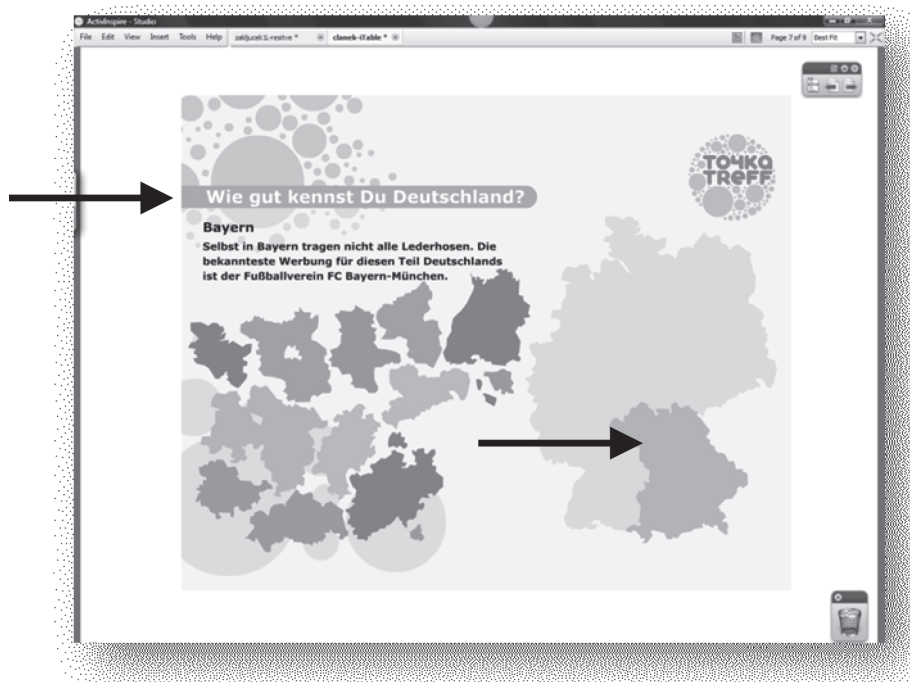 ActivInspire - Studio
File Edit View Insert Tools Help
clanek-iTable *
Page 7 of 9 Best Fit
ТОЧКА
TREFF
Wie gut kennst Du Deutschland?
Bayern
Selbst in Bayern tragen nicht alle Lederhosen. Die
bekannteste Werbung für diesen Teil Deutschlands
ist der Fußballverein FC Bayern-München.